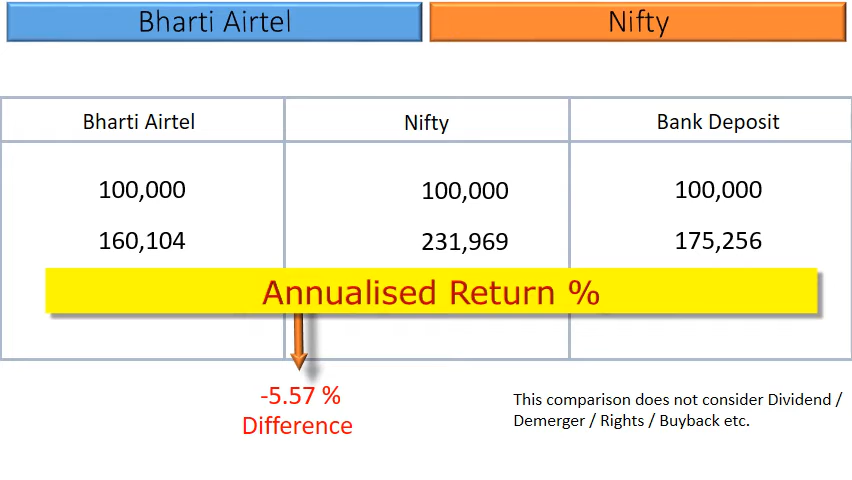 Bharti Airtel Nifty
Bharti Airtel Nifty Bank Deposit
100,000 100,000 100,000
160,104 231,969 175,256
Annualised Return %
-5.57 %
Difference
This comparison does not consider Dividend /
Demerger / Rights / Buyback etc.